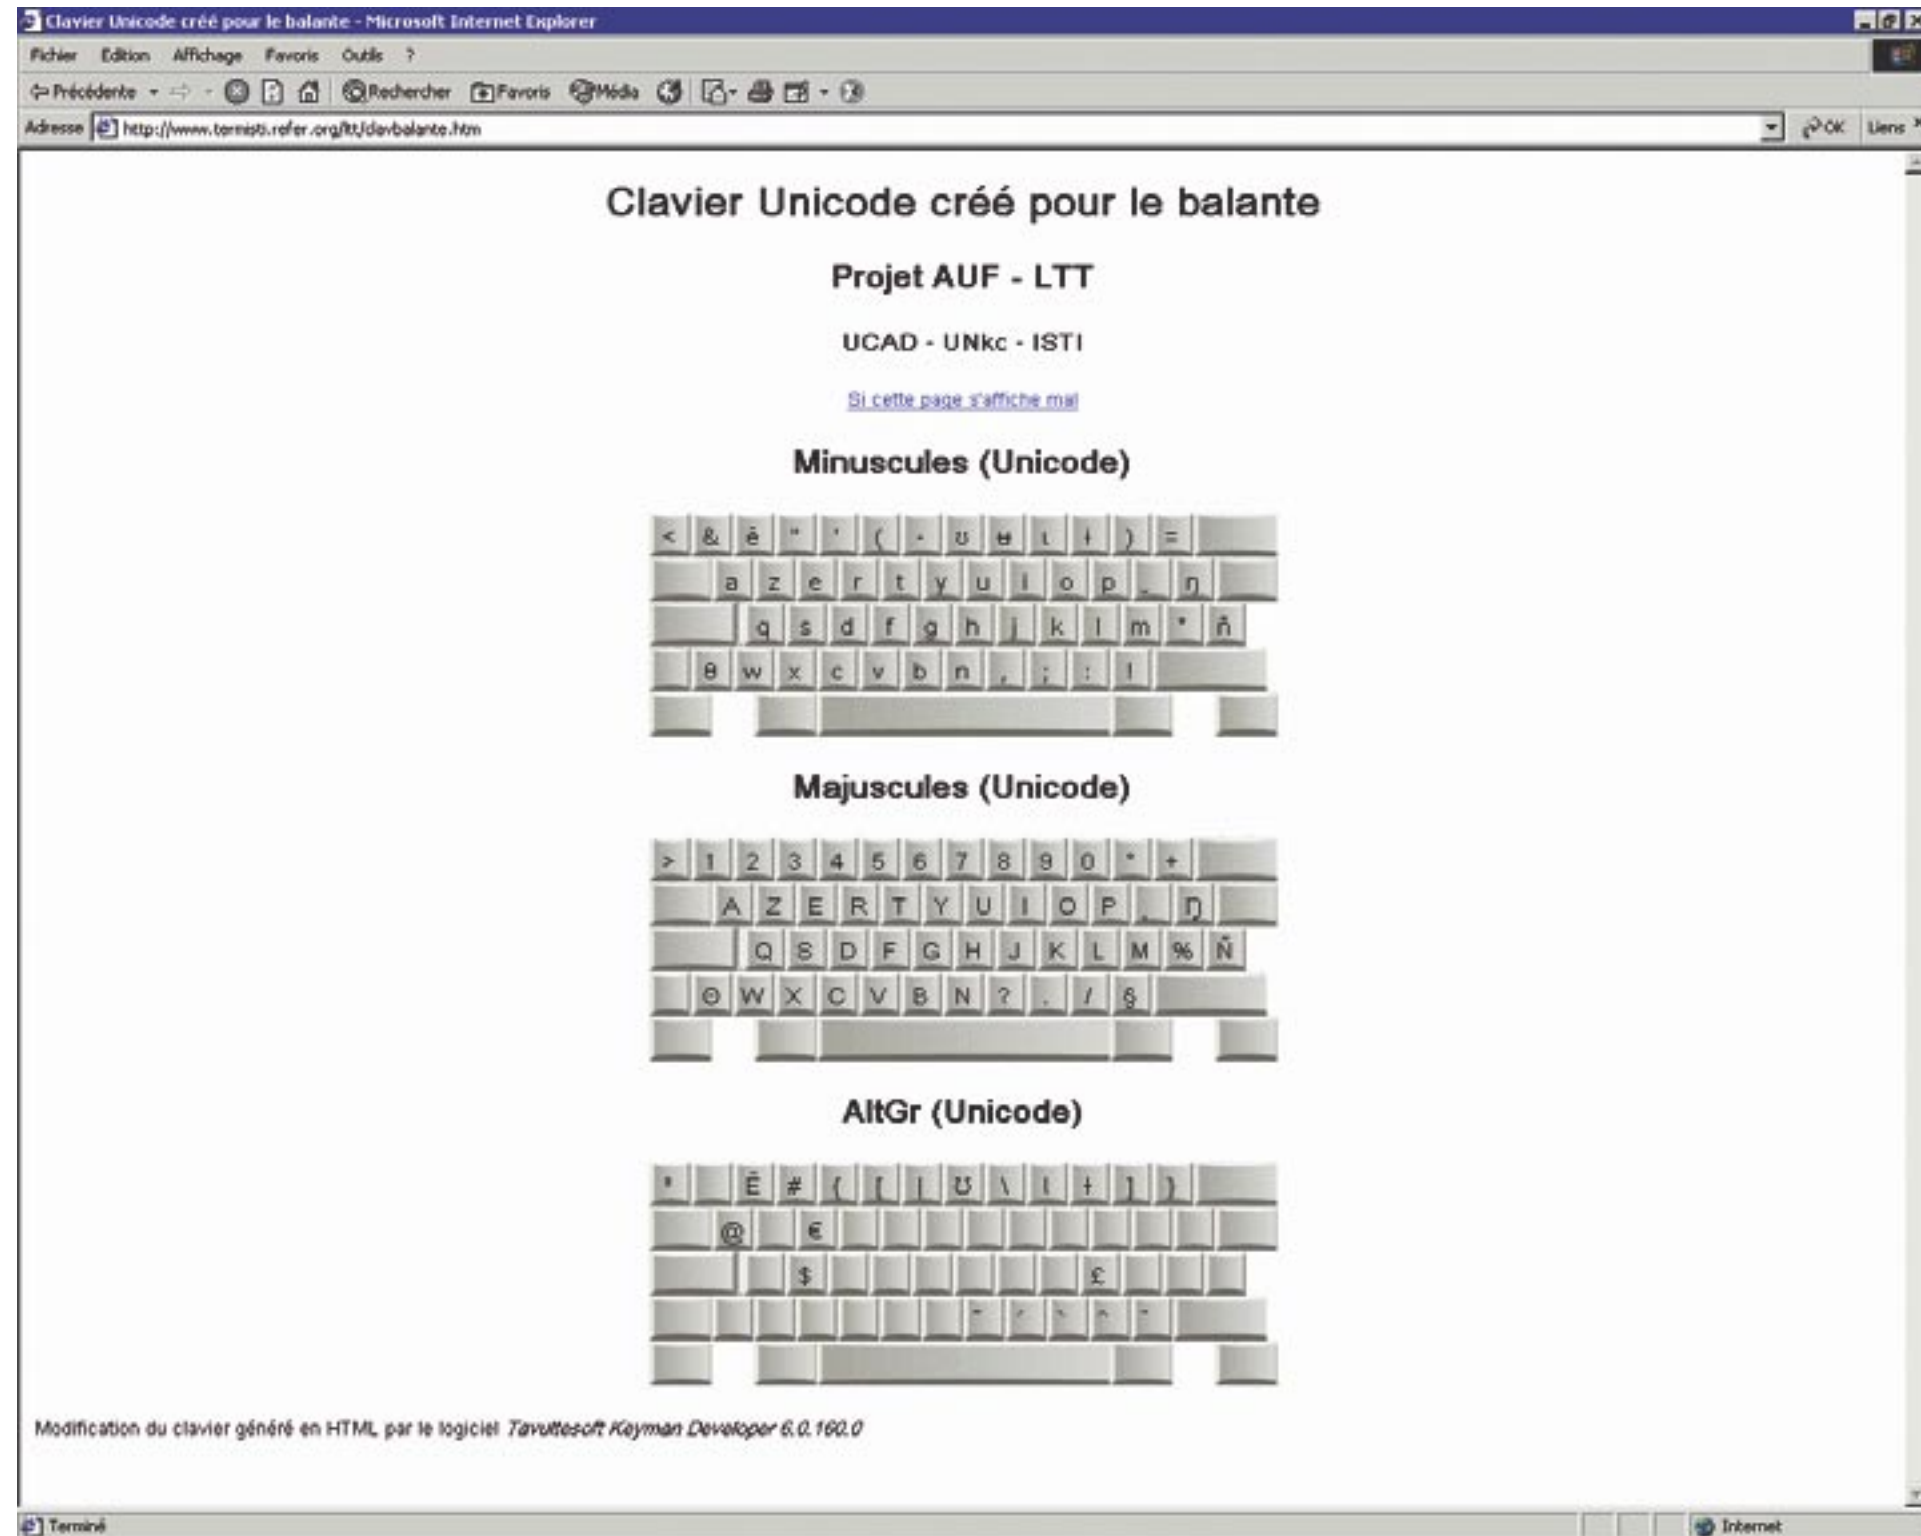 Clavier Unicode créé pour le balante - Microsoft Internet Explorer
Fichier Edition Affichage Favoris Outils ?
Précédente Rechercher Favoris Média
Adresse http://www.termisti.refer.org/ltt/clavbalante.htm OK Liens
Clavier Unicode créé pour le balante
Projet AUF - LTT
UCAD - UNkc - ISTI
Si cette page s'affiche mal
Minuscules (Unicode)
< & é " ' ( - ʊ ʉ ɩ ɨ ) =
a z e r t y u i o p ŋ
q s d f g h j k l m * ñ
θ w x c v b n , ; : !
Majuscules (Unicode)
> 1 2 3 4 5 6 7 8 9 0 ° +
A Z E R T Y U I O P Ŋ
Q S D F G H J K L M % Ñ
Θ W X C V B N ? . / §
AltGr (Unicode)
# { [ | Ʊ \ ] }
@ €
$ £
Modification du clavier généré en HTML par le logiciel Tavultesoft Keyman Developer 6.0.160.0
Terminé Internet